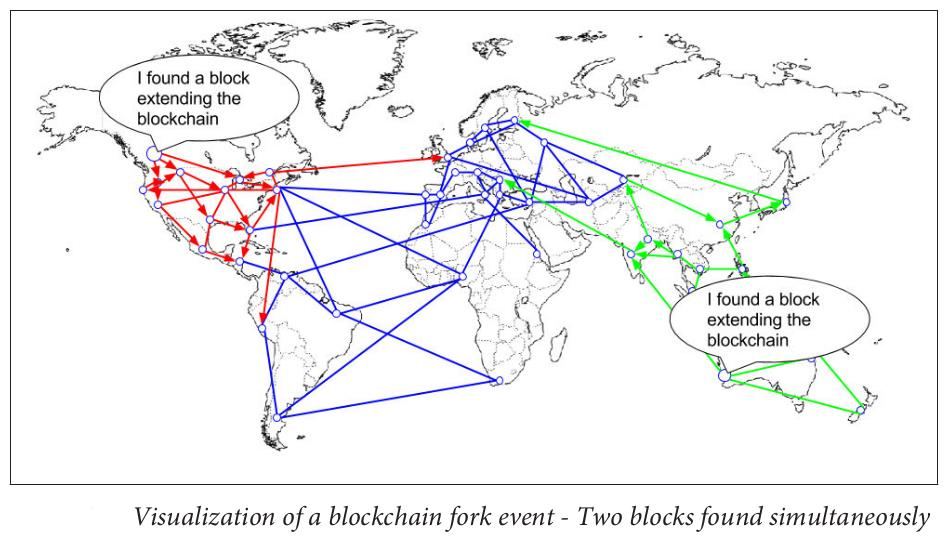 I found a block
extending the
blockchain
I found a block
extending the
blockchain
Visualization of a blockchain fork event - Two blocks found simultaneously